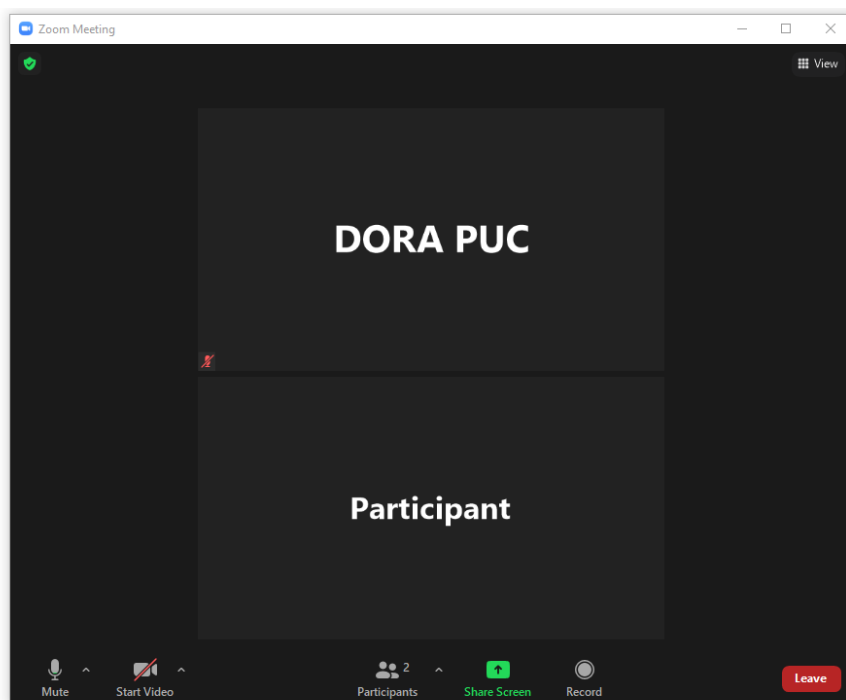 Zoom Meeting
View
DORA PUC
Participant
2
Mute
Start Video
Participants
Share Screen
Record
Leave